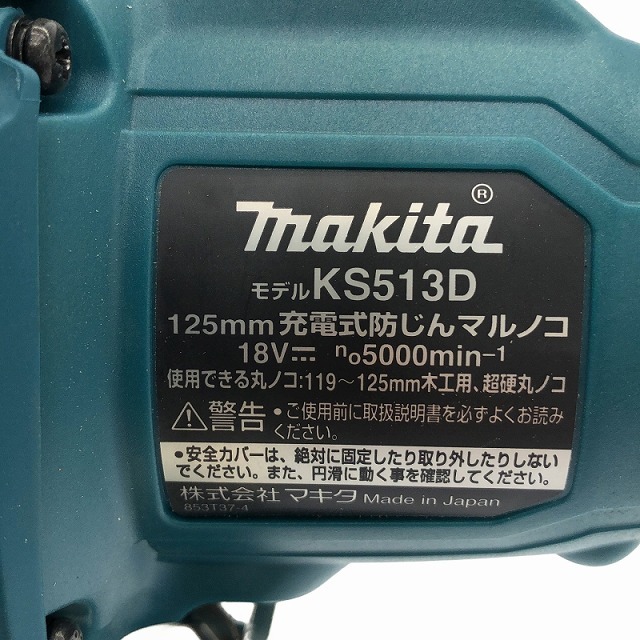 makita®
モデル KS513D
125mm 充電式防じんマルノコ
18V⎓ n₀5000min⁻¹
使用できる丸ノコ:119～125mm木工用、超硬丸ノコ
⚠警告 •ご使用前に取扱説明書を必ずよくお読み
ください。
•安全カバーは、絶対に固定したり取り外したりしない
でください。また、円滑に動く事を確認してください。
株式会社 マキタ Made in Japan
853T37-4